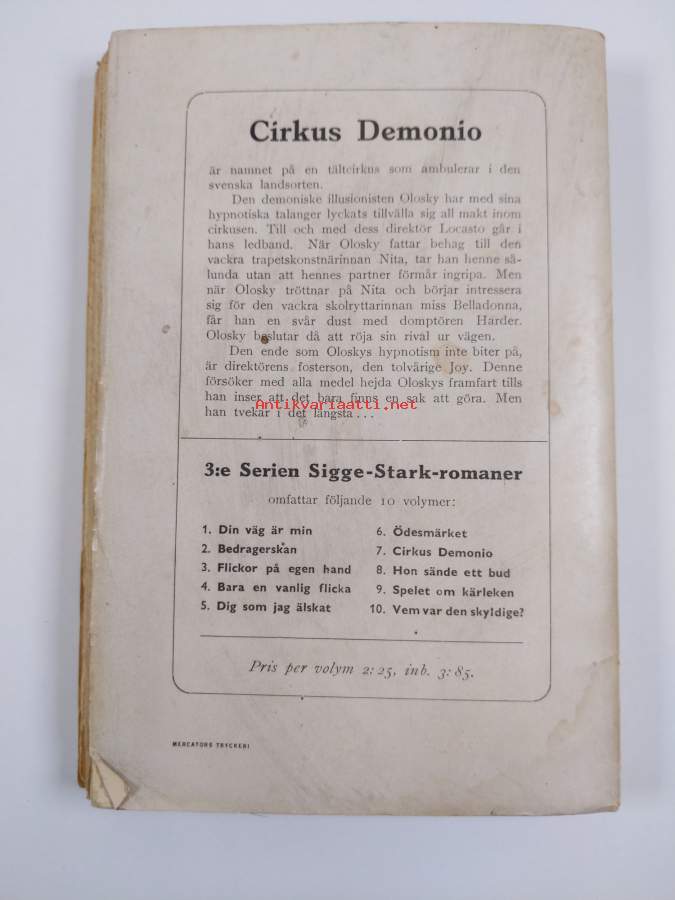 Cirkus Demonio
är namnet på en tältcirkus som ambulerar i den
svenska landsorten.
Den demoniske illusionisten Olosky har med sina
hypnotiska talanger lyckats tillvälla sig all makt inom
cirkusen. Till och med dess direktör Locasto går i
hans ledband. När Olosky fattar behag till den
vackra trapetskonstnärinnan Nita, tar han henne så-
lunda utan att hennes partner förmår ingripa. Men
när Olosky tröttnar på Nita och börjar intressera
sig för den vackra skolryttarinnan miss Belladonna,
får han en svår dust med domptören Harder.
Olosky beslutar då att röja sin rival ur vägen.
Den ende som Oloskys hypnotism inte biter på,
är direktörens fosterson, den tolvårige Joy. Denne
försöker med alla medel hejda Oloskys framfart tills
han inser att det bara finns en sak att göra. Men
Antikvariaatti.net
han tvekar i det längsta...
3:e Serien Sigge-Stark-romaner
omfattar följande 10 volymer:
1. Din väg är min
2. Bedragerskan
3. Flickor på egen hand
4. Bara en vanlig flicka
5. Dig som jag älskat
6. Ödesmärket
7. Cirkus Demonio
8. Hon sände ett bud
9. Spelet om kärleken
10. Vem var den skyldige?
Pris per volym 2:25, inb. 3:85.
MERCATORS TRYCKERI